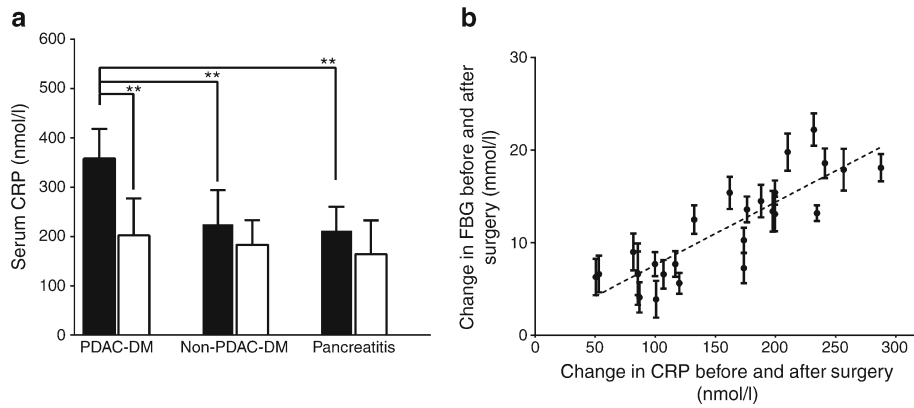 a
Serum CRP (nmol/l)
600
500
400
300
200
100
0
**
**
**
PDAC-DM
Non-PDAC-DM
Pancreatitis
b
Change in FBG before and after
surgery (mmol/l)
30
20
10
0
0
50
100
150
200
250
300
Change in CRP before and after surgery
(nmol/l)